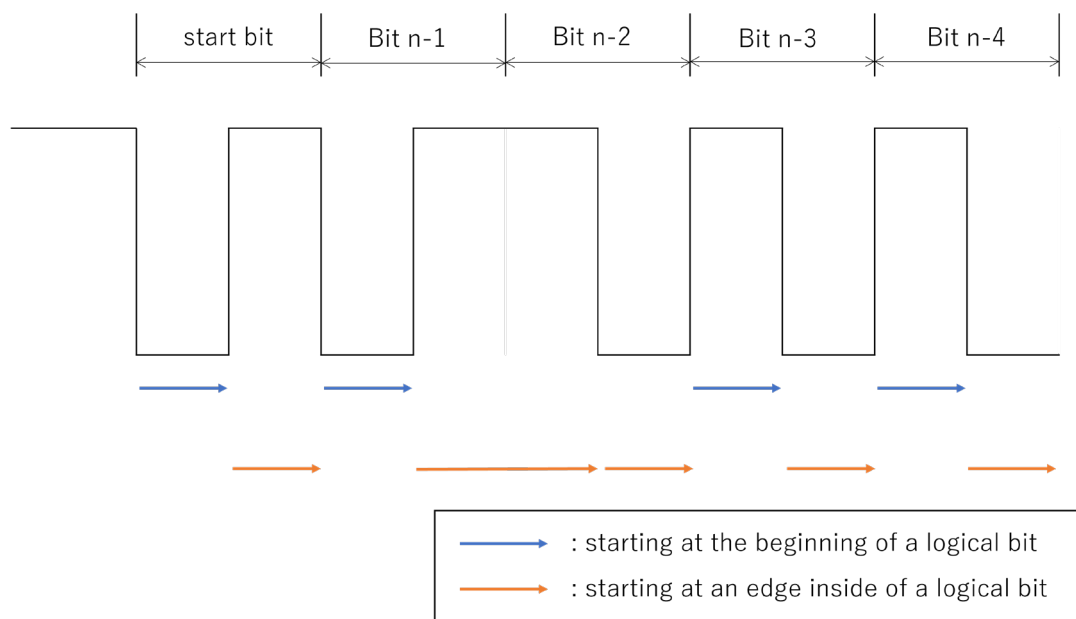 start bit
Bit n-1
Bit n-2
Bit n-3
Bit n-4
: starting at the beginning of a logical bit
: starting at an edge inside of a logical bit